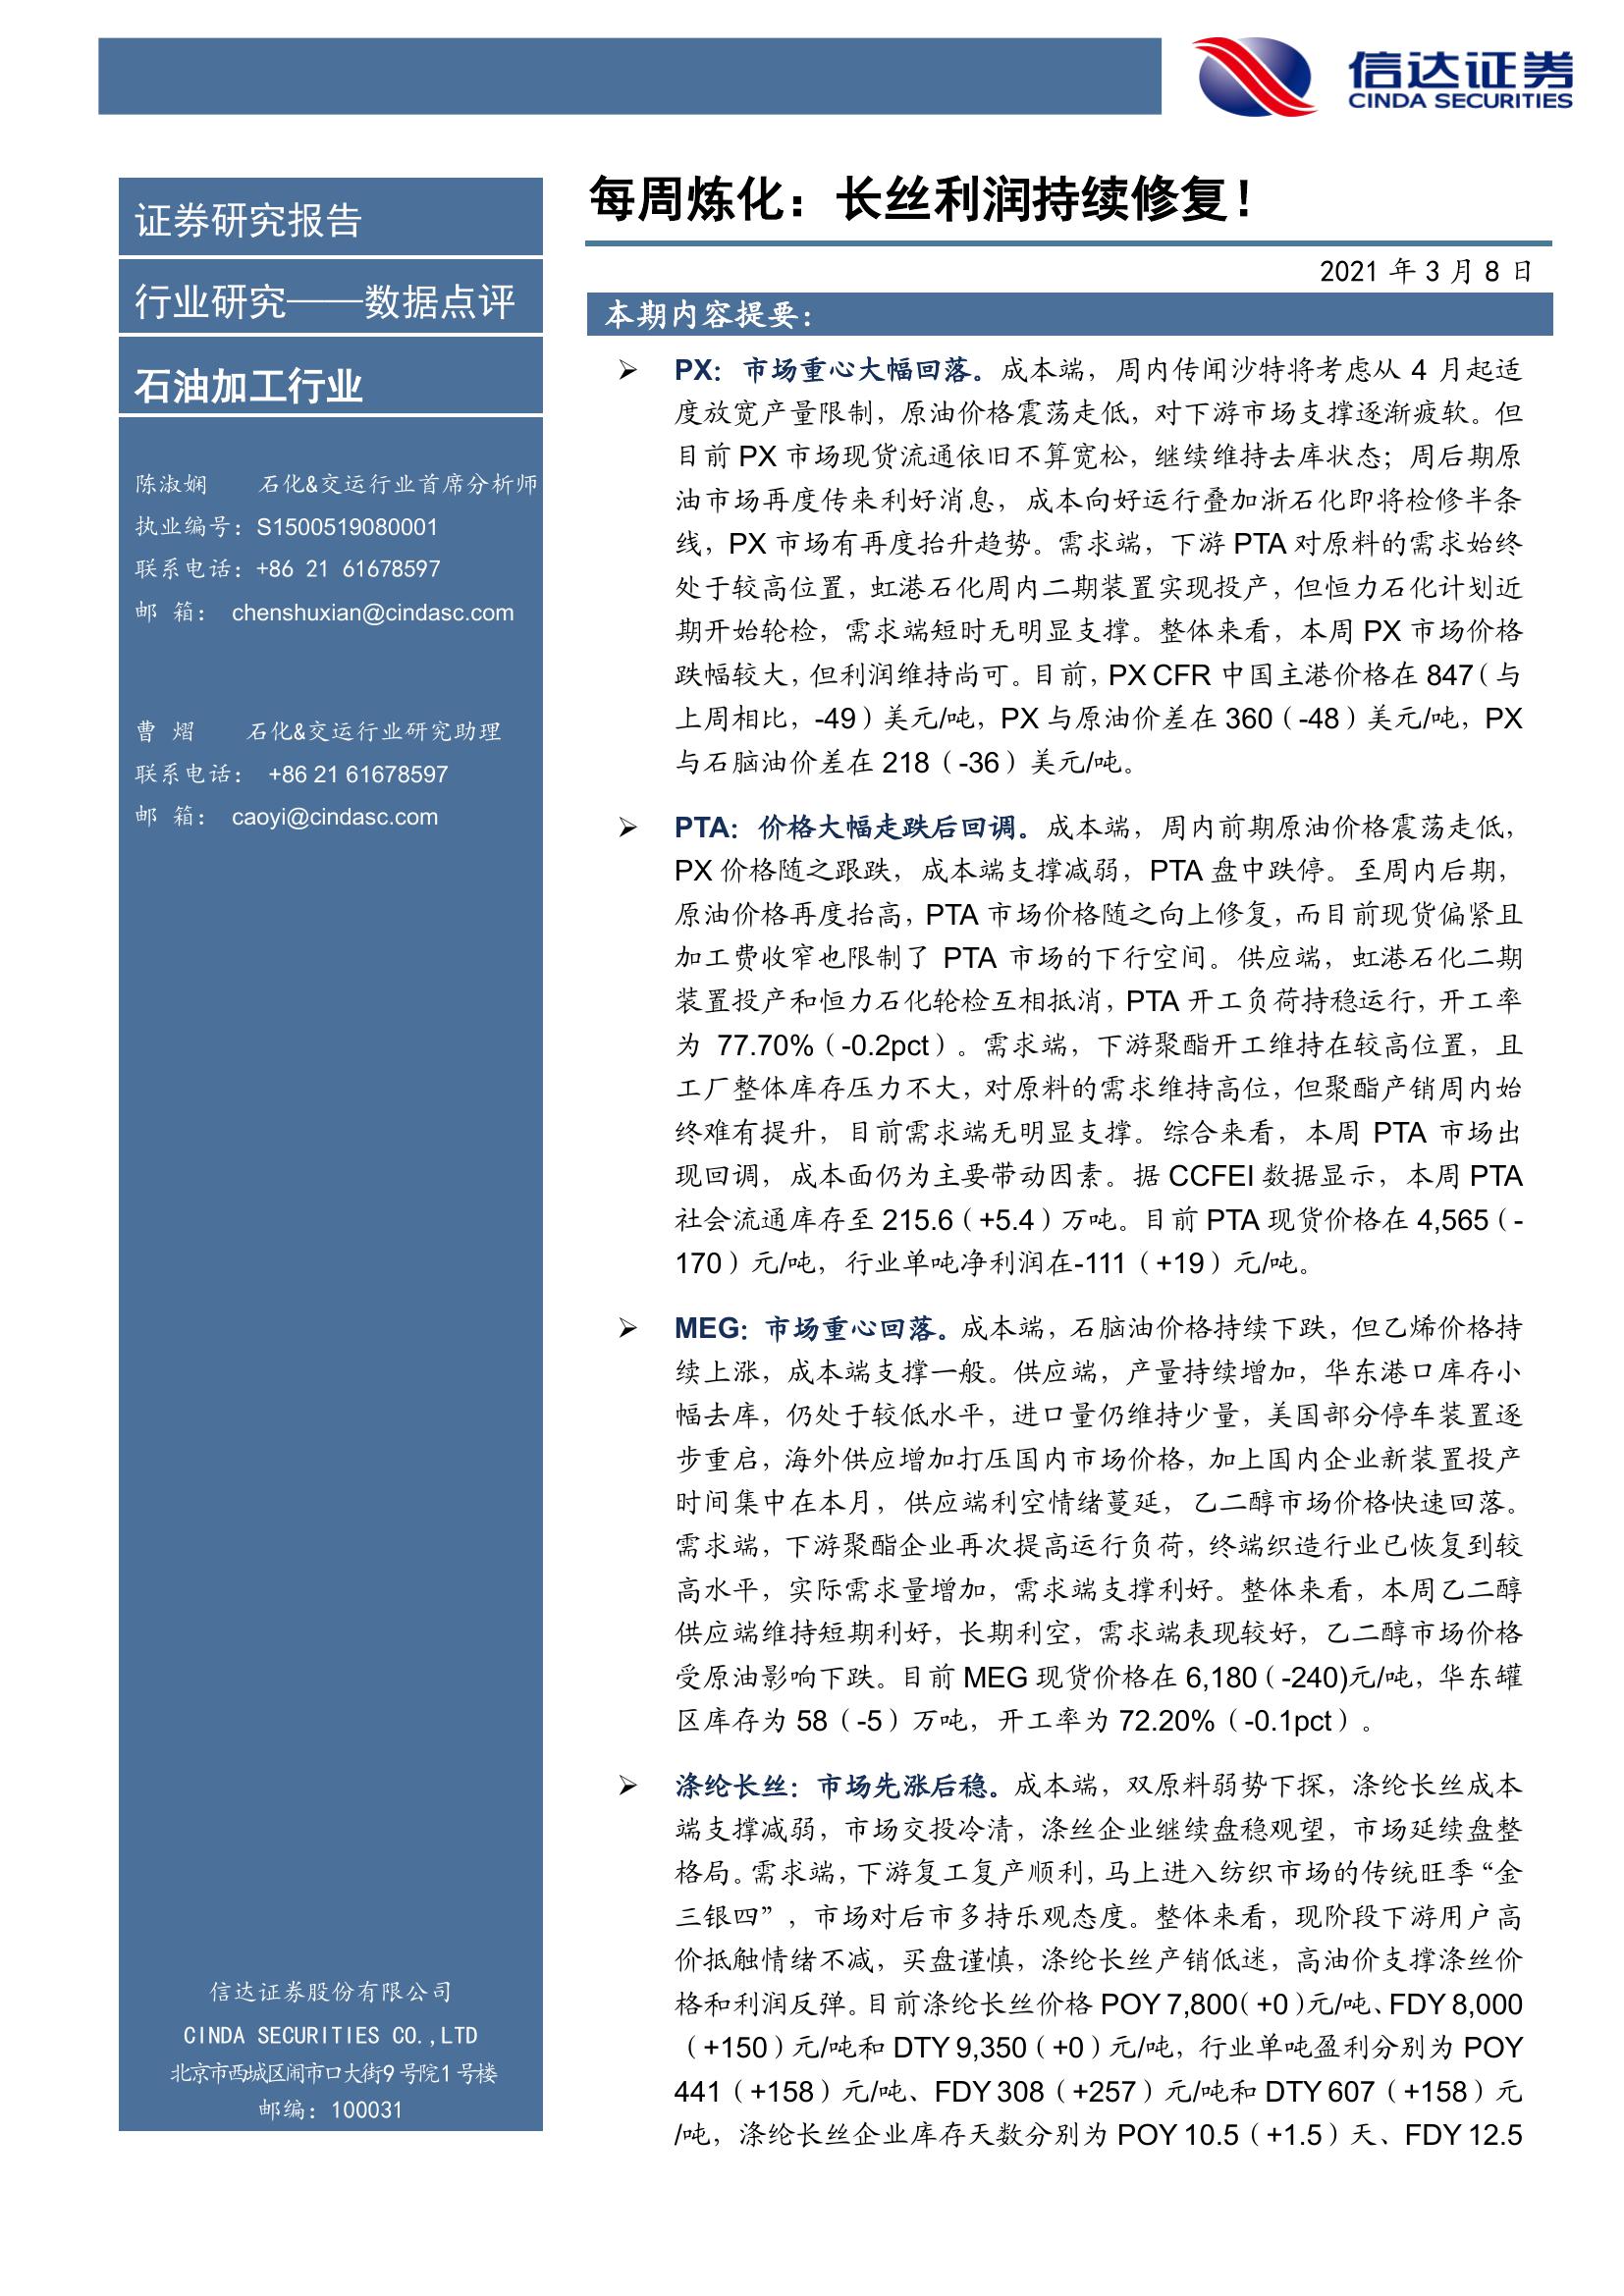 信达证券
CINDA SECURITIES
证券研究报告
行业研究——数据点评
石油加工行业
陈淑娴 石化&交运行业首席分析师
执业编号：S1500519080001
联系电话：+86 21 61678597
邮 箱： chenshuxian@cindasc.com
曹 熠 石化&交运行业研究助理
联系电话： +86 21 61678597
邮 箱： caoyi@cindasc.com
信达证券股份有限公司
CINDA SECURITIES CO.,LTD
北京市西城区闹市口大街9号院1号楼
邮编：100031
每周炼化：长丝利润持续修复！
2021 年 3 月 8 日
本期内容提要：
➢ PX：市场重心大幅回落。成本端，周内传闻沙特将考虑从 4 月起适
度放宽产量限制，原油价格震荡走低，对下游市场支撑逐渐疲软。但
目前 PX 市场现货流通依旧不算宽松，继续维持去库状态；周后期原
油市场再度传来利好消息，成本向好运行叠加浙石化即将检修半条
线，PX 市场有再度抬升趋势。需求端，下游 PTA 对原料的需求始终
处于较高位置，虹港石化周内二期装置实现投产，但恒力石化计划近
期开始轮检，需求端短时无明显支撑。整体来看，本周 PX 市场价格
跌幅较大，但利润维持尚可。目前，PX CFR 中国主港价格在 847（与
上周相比，-49）美元/吨，PX 与原油价差在 360（-48）美元/吨，PX
与石脑油价差在 218（-36）美元/吨。
➢ PTA：价格大幅走跌后回调。成本端，周内前期原油价格震荡走低，
PX 价格随之跟跌，成本端支撑减弱，PTA 盘中跌停。至周内后期，
原油价格再度抬高，PTA 市场价格随之向上修复，而目前现货偏紧且
加工费收窄也限制了 PTA 市场的下行空间。供应端，虹港石化二期
装置投产和恒力石化轮检互相抵消，PTA 开工负荷持稳运行，开工率
为 77.70%（-0.2pct）。需求端，下游聚酯开工维持在较高位置，且
工厂整体库存压力不大，对原料的需求维持高位，但聚酯产销周内始
终难有提升，目前需求端无明显支撑。综合来看，本周 PTA 市场出
现回调，成本面仍为主要带动因素。据 CCFEI 数据显示，本周 PTA
社会流通库存至 215.6（+5.4）万吨。目前 PTA 现货价格在 4,565（-
170）元/吨，行业单吨净利润在-111（+19）元/吨。
➢ MEG：市场重心回落。成本端，石脑油价格持续下跌，但乙烯价格持
续上涨，成本端支撑一般。供应端，产量持续增加，华东港口库存小
幅去库，仍处于较低水平，进口量仍维持少量，美国部分停车装置逐
步重启，海外供应增加打压国内市场价格，加上国内企业新装置投产
时间集中在本月，供应端利空情绪蔓延，乙二醇市场价格快速回落。
需求端，下游聚酯企业再次提高运行负荷，终端织造行业已恢复到较
高水平，实际需求量增加，需求端支撑利好。整体来看，本周乙二醇
供应端维持短期利好，长期利空，需求端表现较好，乙二醇市场价格
受原油影响下跌。目前 MEG 现货价格在 6,180（-240)元/吨，华东罐
区库存为 58（-5）万吨，开工率为 72.20%（-0.1pct）。
➢ 涤纶长丝：市场先涨后稳。成本端，双原料弱势下探，涤纶长丝成本
端支撑减弱，市场交投冷清，涤丝企业继续盘稳观望，市场延续盘整
格局。需求端，下游复工复产顺利，马上进入纺织市场的传统旺季“金
三银四”，市场对后市多持乐观态度。整体来看，现阶段下游用户高
价抵触情绪不减，买盘谨慎，涤纶长丝产销低迷，高油价支撑涤丝价
格和利润反弹。目前涤纶长丝价格 POY 7,800（+0）元/吨、FDY 8,000
（+150）元/吨和 DTY 9,350（+0）元/吨，行业单吨盈利分别为 POY
441（+158）元/吨、FDY 308（+257）元/吨和 DTY 607（+158）元
/吨，涤纶长丝企业库存天数分别为 POY 10.5（+1.5）天、FDY 12.5